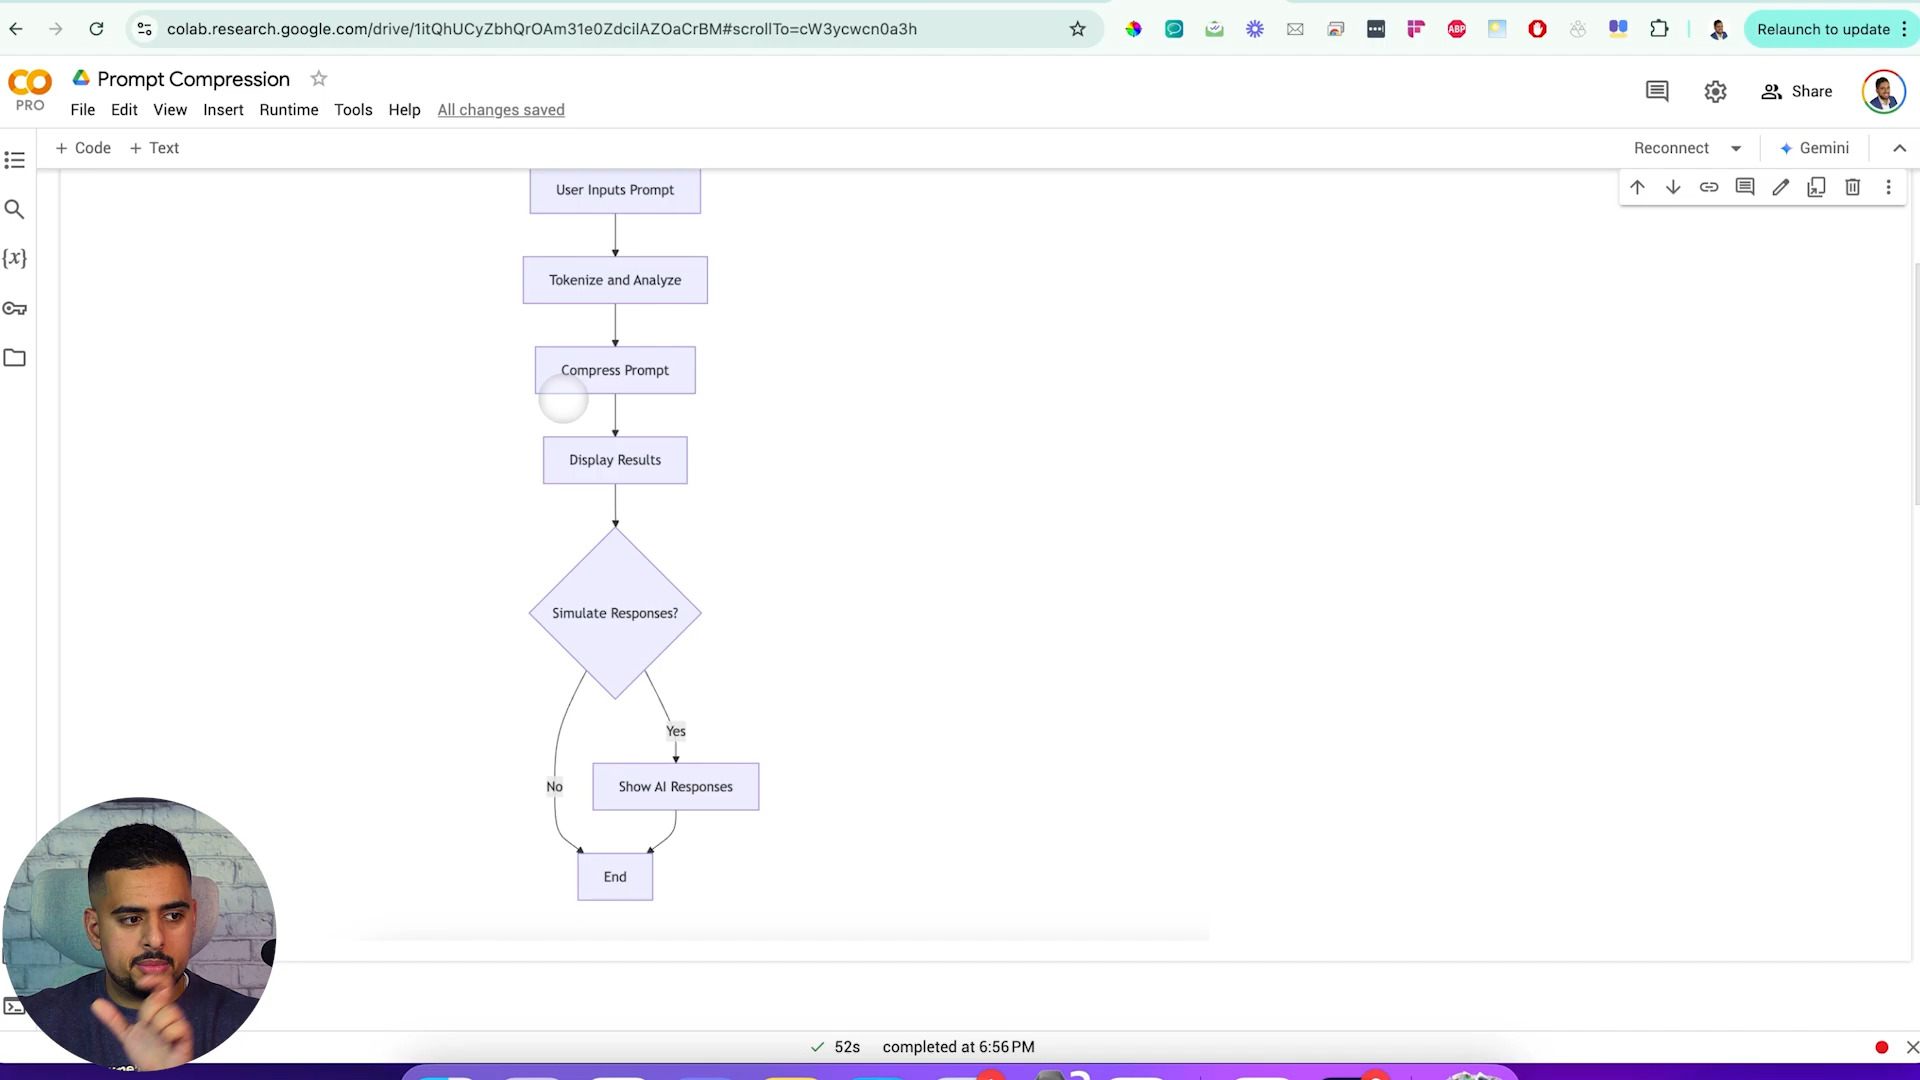 colab.research.google.com/drive/1itQhUCyZbhQrOAm31e0ZdcilAZOaCrBM#scrollTo=cW3ycwcn0a3h
ABP
Relaunch to update
CO
PRO
Prompt Compression
File Edit View Insert Runtime Tools Help All changes saved
Share
+ Code + Text
Reconnect
Gemini
{x}
User Inputs Prompt
Tokenize and Analyze
Compress Prompt
Display Results
Simulate Responses?
Yes
No
Show AI Responses
End
52s completed at 6:56 PM